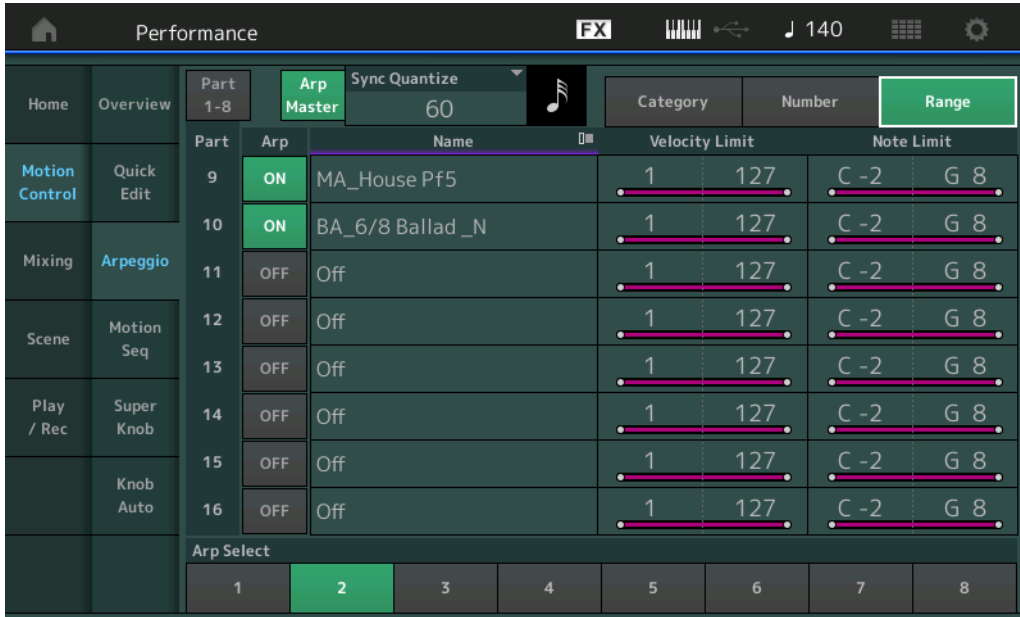 Performance FX ♩ 140
Home Overview Part 1-8 Arp Master Sync Quantize 60 Category Number Range
Part Arp Name Velocity Limit Note Limit
Motion Control Quick Edit 9 ON MA_House Pf5 1 127 C -2 G 8
10 ON BA_6/8 Ballad _N 1 127 C -2 G 8
Mixing Arpeggio 11 OFF Off 1 127 C -2 G 8
Scene Motion Seq 12 OFF Off 1 127 C -2 G 8
13 OFF Off 1 127 C -2 G 8
Play / Rec Super Knob 14 OFF Off 1 127 C -2 G 8
Knob Auto 15 OFF Off 1 127 C -2 G 8
16 OFF Off 1 127 C -2 G 8
Arp Select
1 2 3 4 5 6 7 8